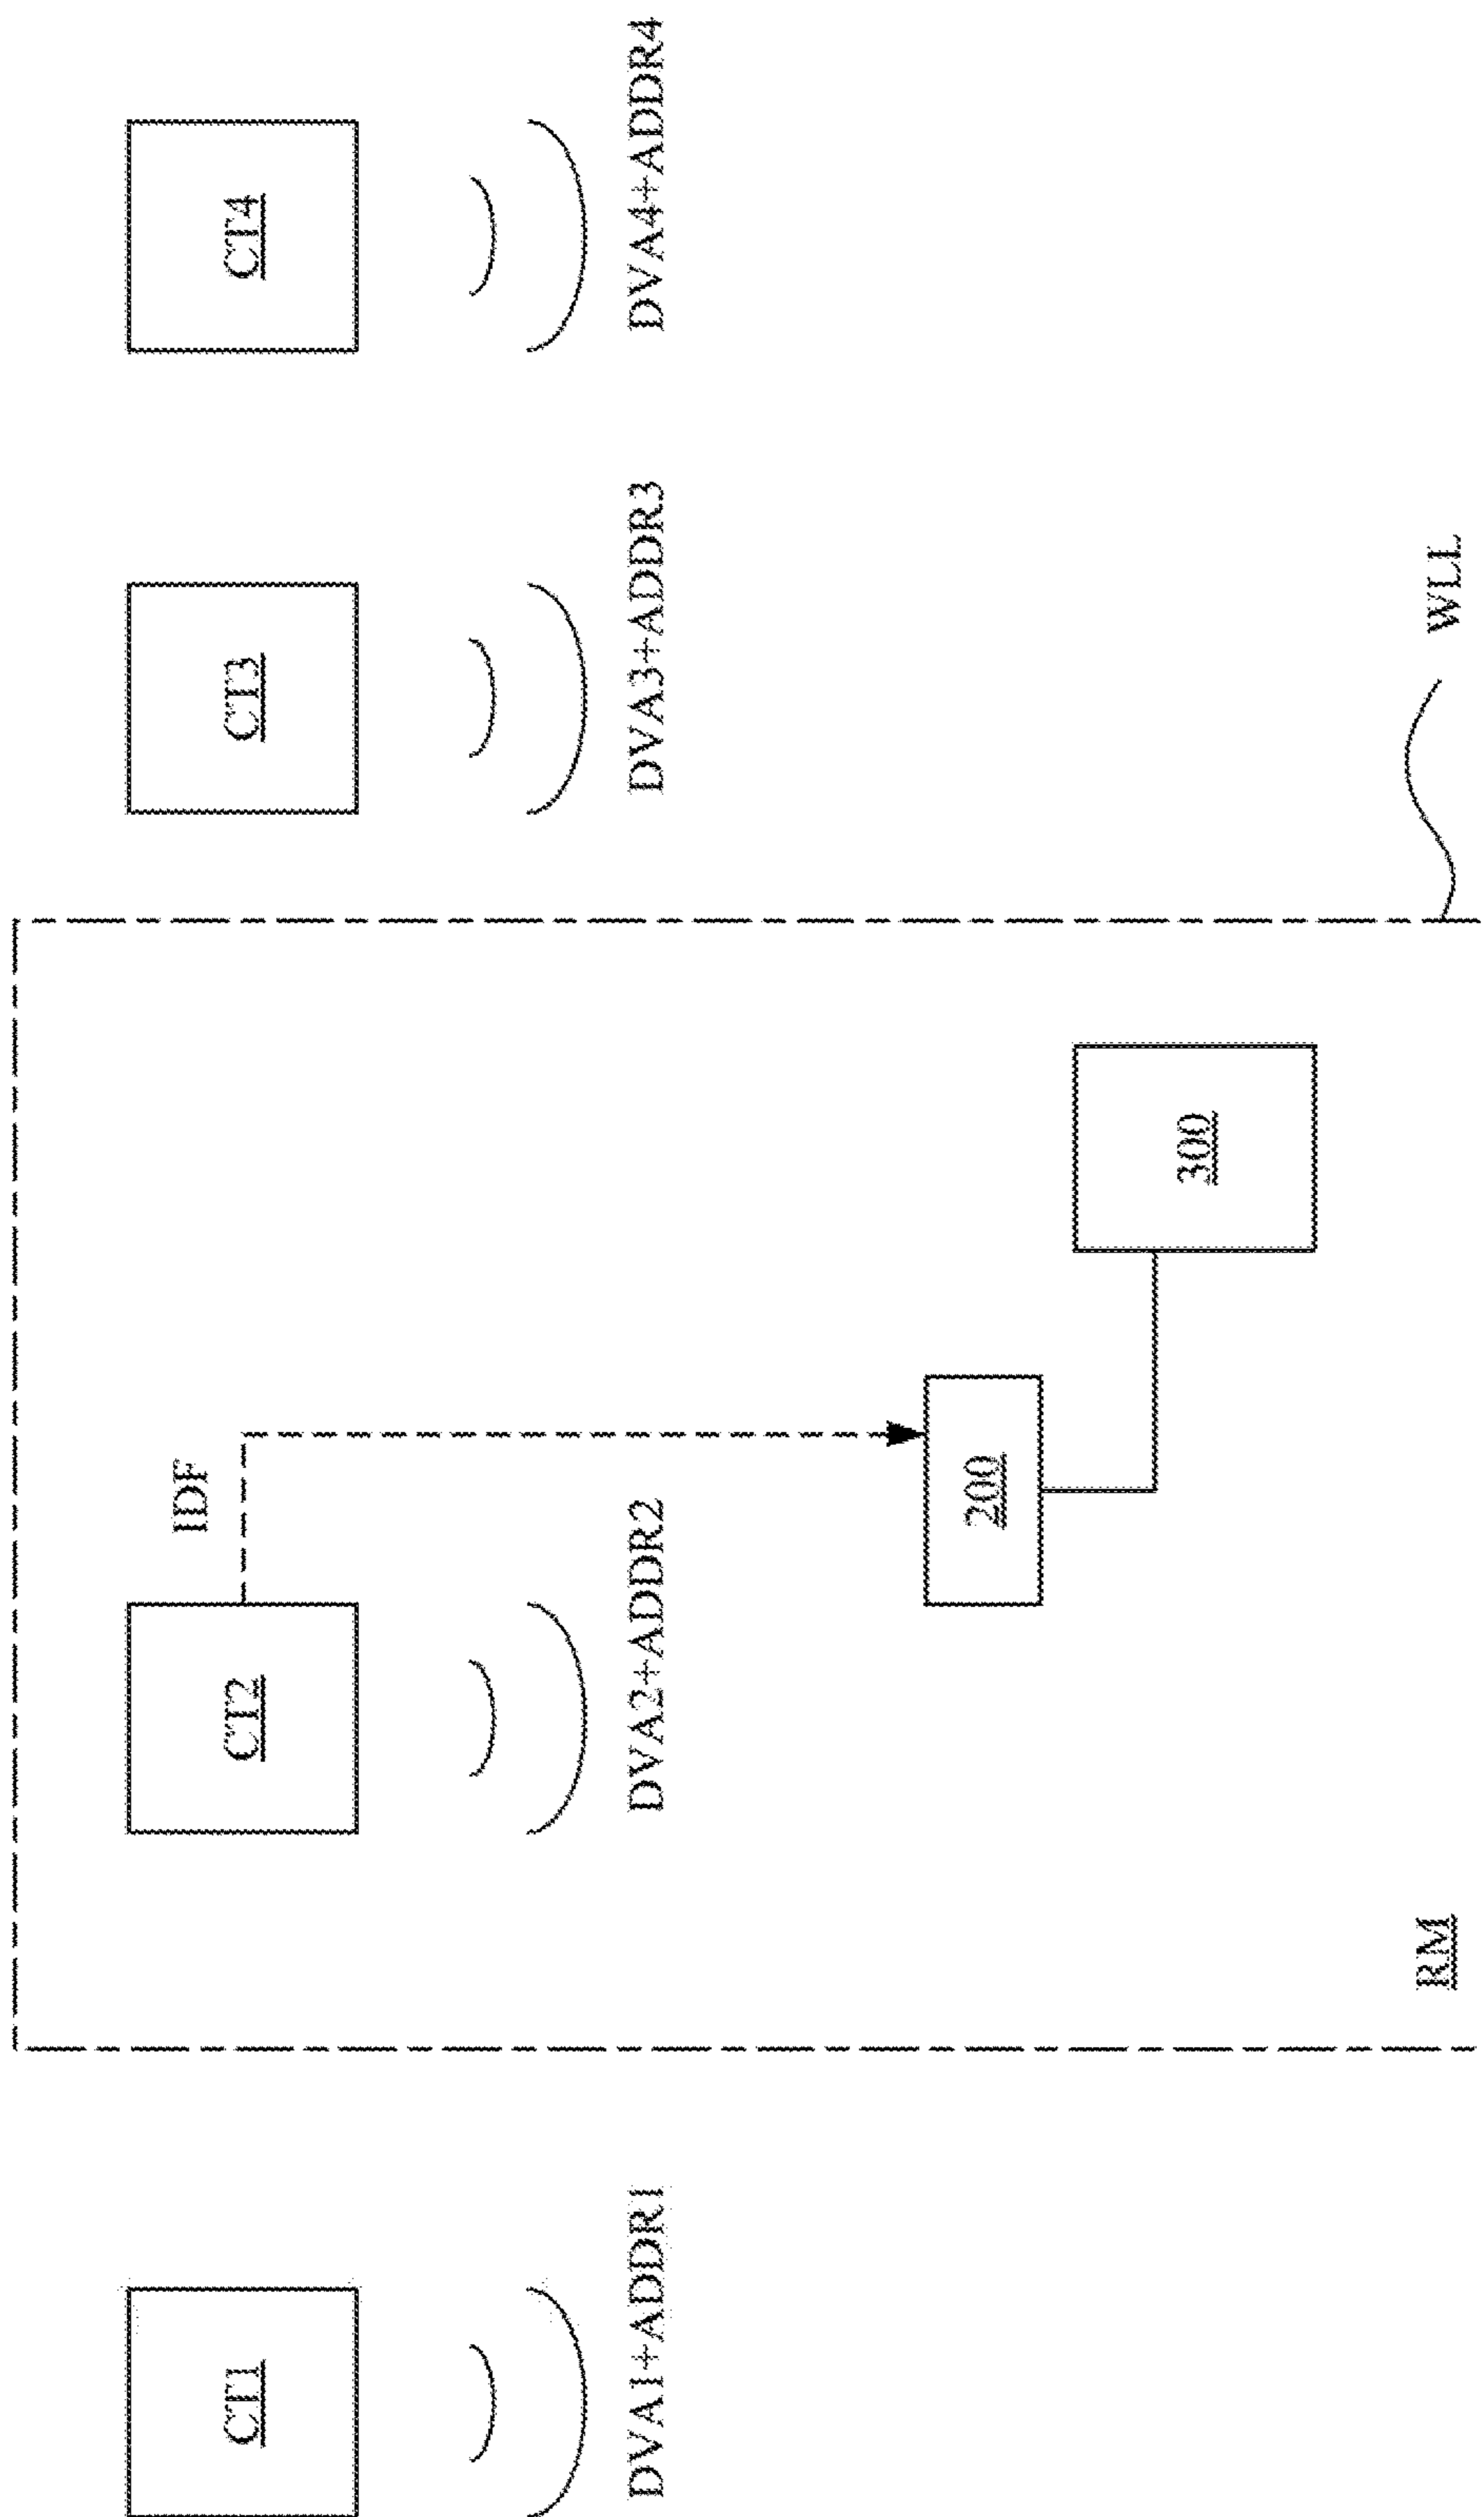 CT1
CT2
IDF
CT3
CT4
DVA1+ADDR1
DVA2+ADDR2
DVA3+ADDR3
DVA4+ADDR4
200
300
RM
WLL